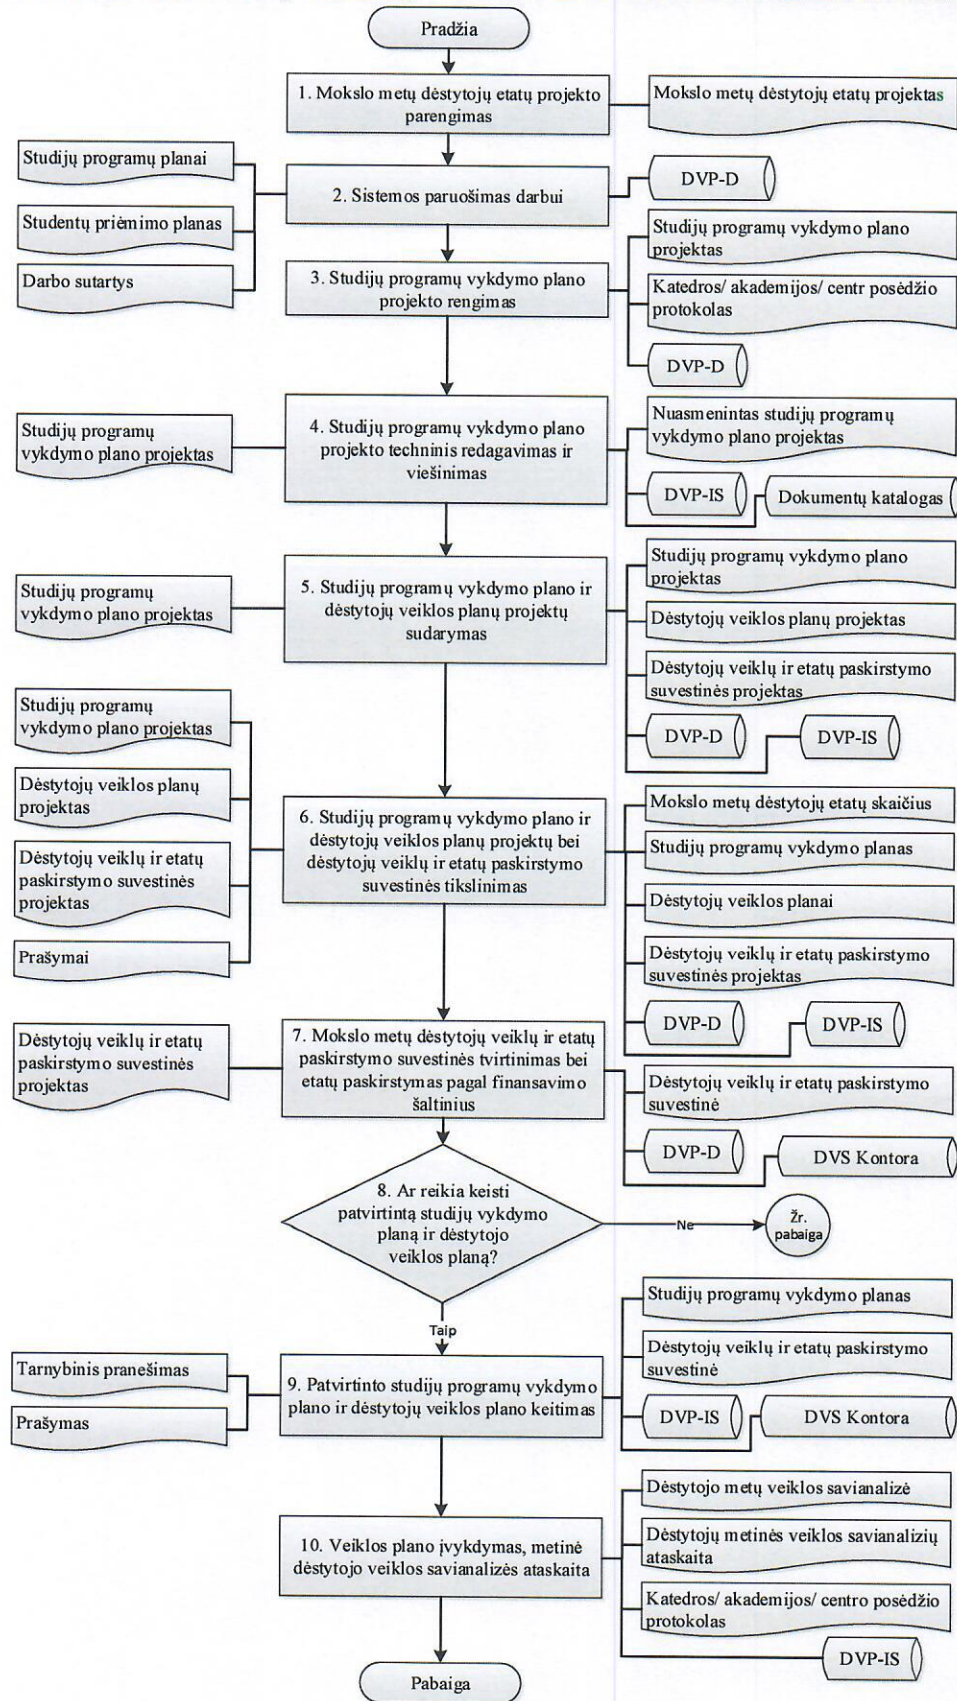 Pradžia
1. Mokslo metų dėstytojų etatų projekto
parengimas
Mokslo metų dėstytojų etatų projektas
Studijų programų planai
Studentų priėmimo planas
Darbo sutartys
2. Sistemos paruošimas darbui
DVP-D
3. Studijų programų vykdymo plano
projekto rengimas
Studijų programų vykdymo plano
projektas
Katedros/ akademijos/ centr posėdžio
protokolas
DVP-D
Studijų programų
vykdymo plano projektas
4. Studijų programų vykdymo plano
projekto techninis redagavimas ir
viešinimas
Nuasmenintas studijų programų
vykdymo plano projektas
DVP-IS
Dokumentų katalogas
Studijų programų
vykdymo plano projektas
5. Studijų programų vykdymo plano ir
dėstytojų veiklos planų projektų
sudarymas
Studijų programų vykdymo plano
projektas
Dėstytojų veiklos planų projektas
Dėstytojų veiklų ir etatų paskirstymo
suvestinės projektas
DVP-D
DVP-IS
Studijų programų
vykdymo plano projektas
Dėstytojų veiklos planų
projektas
Dėstytojų veiklų ir etatų
paskirstymo suvestinės
projektas
Prašymai
6. Studijų programų vykdymo plano ir
dėstytojų veiklos planų projektų bei
dėstytojų veiklų ir etatų paskirstymo
suvestinės tikslinimas
Mokslo metų dėstytojų etatų skaičius
Studijų programų vykdymo planas
Dėstytojų veiklos planai
Dėstytojų veiklų ir etatų paskirstymo
suvestinės projektas
DVP-D
DVP-IS
Dėstytojų veiklų ir etatų
paskirstymo suvestinės
projektas
7. Mokslo metų dėstytojų veiklų ir etatų
paskirstymo suvestinės tvirtinimas bei
etatų paskirstymas pagal finansavimo
šaltinius
Dėstytojų veiklų ir etatų paskirstymo
suvestinė
DVP-D
DVS Kontora
8. Ar reikia keisti
patvirtintą studijų vykdymo
planą ir dėstytojo
veiklos planą?
Ne
Žr.
pabaiga
Taip
Tarnybinis pranešimas
Prašymas
9. Patvirtinto studijų programų vykdymo
plano ir dėstytojų veiklos plano keitimas
Studijų programų vykdymo planas
Dėstytojų veiklų ir etatų paskirstymo
suvestinė
DVP-IS
DVS Kontora
10. Veiklos plano įvykdymas, metinė
dėstytojo veiklos savianalizės ataskaita
Dėstytojo metų veiklos savianalizė
Dėstytojų metinės veiklos savianalizių
ataskaita
Katedros/ akademijos/ centro posėdžio
protokolas
DVP-IS
Pabaiga